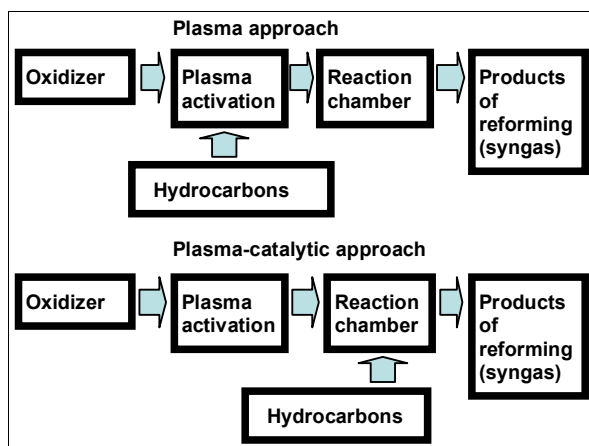 Plasma approach
Oxidizer
Plasma
activation
Reaction
chamber
Products
of
reforming
(syngas)
Hydrocarbons
Plasma-catalytic approach
Oxidizer
Plasma
activation
Reaction
chamber
Products
of
reforming
(syngas)
Hydrocarbons